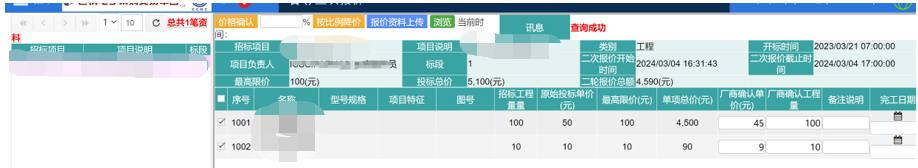 总共1笔资料
1 10
招标项目 项目说明 标段
价格确认 % 按比例降价 报价资料上传 浏览 当前时间:
讯息 查询成功
招标项目 项目说明 类别 工程 开标时间 2023/03/21 07:00:00
项目负责人 员 标段 1 二次报价开始时间 2024/03/04 16:31:43 二次报价截止时间 2024/03/04 17:00:00
最高限价 100(元) 投标总价 5,100(元) 二轮报价总额 4,590(元)
序号 名称 型号规格 项目特征 图号 招标工程量 原始投标单价(元) 最高限价(元) 单项总价(元) 厂商确认单价(元) 厂商确认工程量 备注说明 完工日期
1001 100 50 100 4,500 45 100
1002 10 10 10 90 9 10